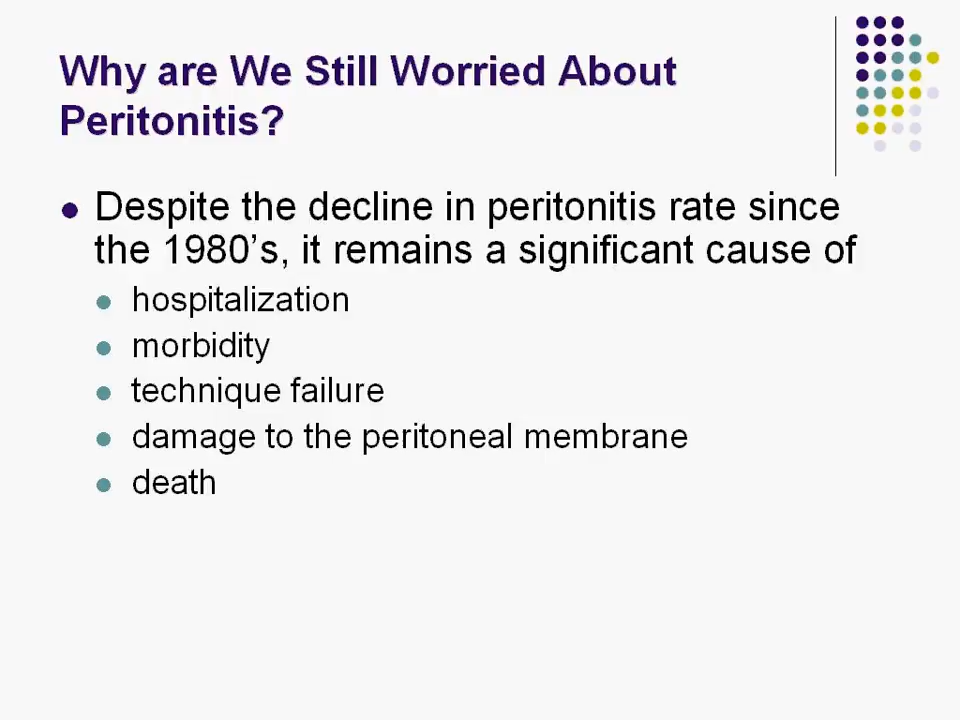 Why are We Still Worried About
Peritonitis?
Despite the decline in peritonitis rate since
the 1980's, it remains a significant cause of
hospitalization
morbidity
technique failure
damage to the peritoneal membrane
death